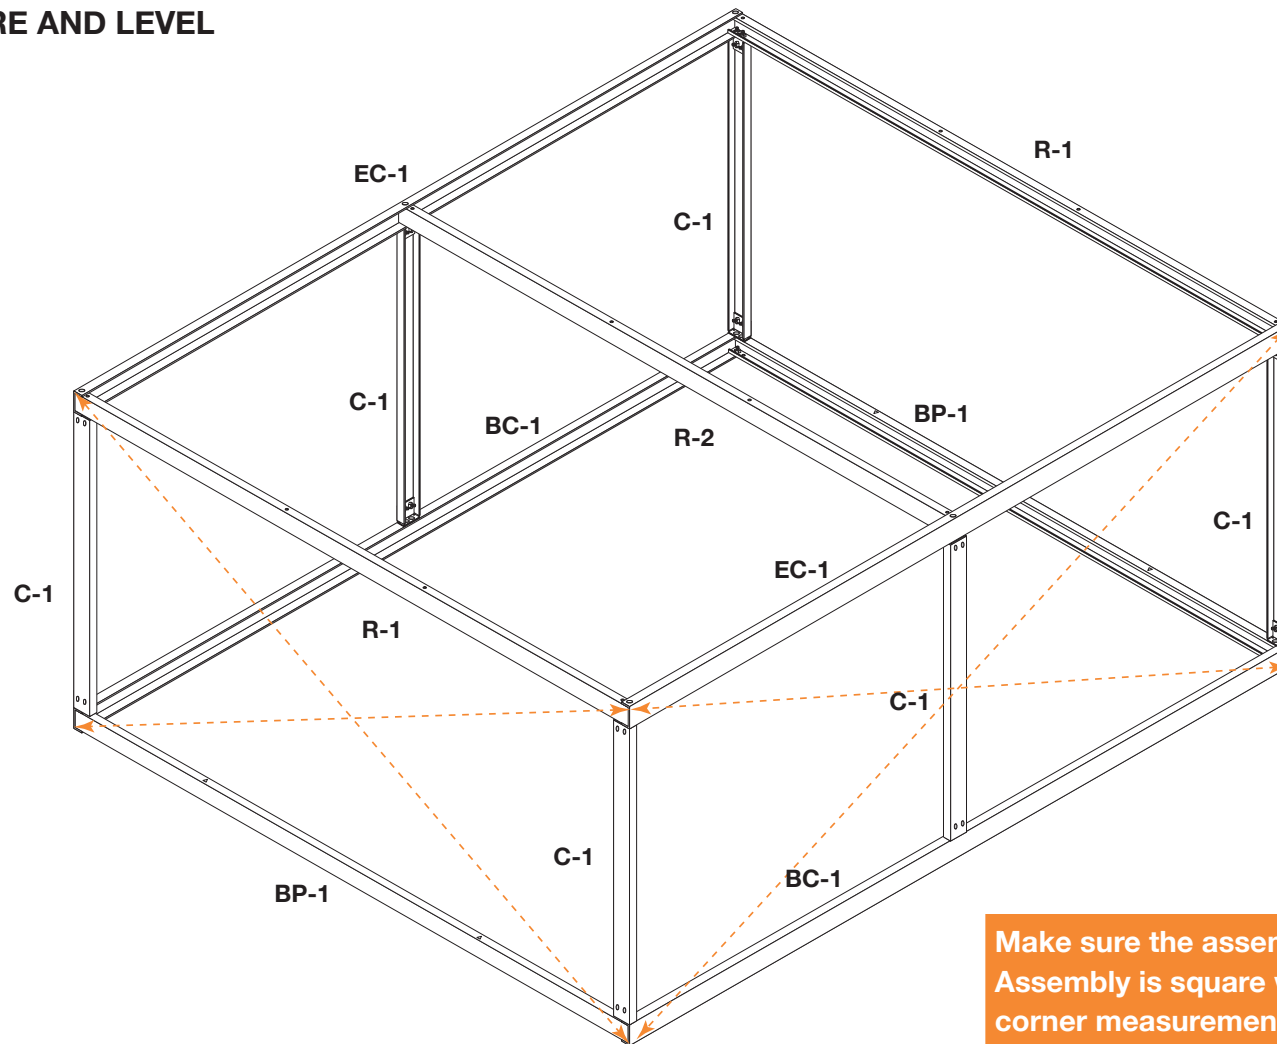 RE AND LEVEL
R-1
EC-1
C-1
C-1
BC-1
R-2
BP-1
C-1
EC-1
C-1
R-1
C-1
C-1
BC-1
BP-1
Make sure the assem
Assembly is square w
corner measuremen